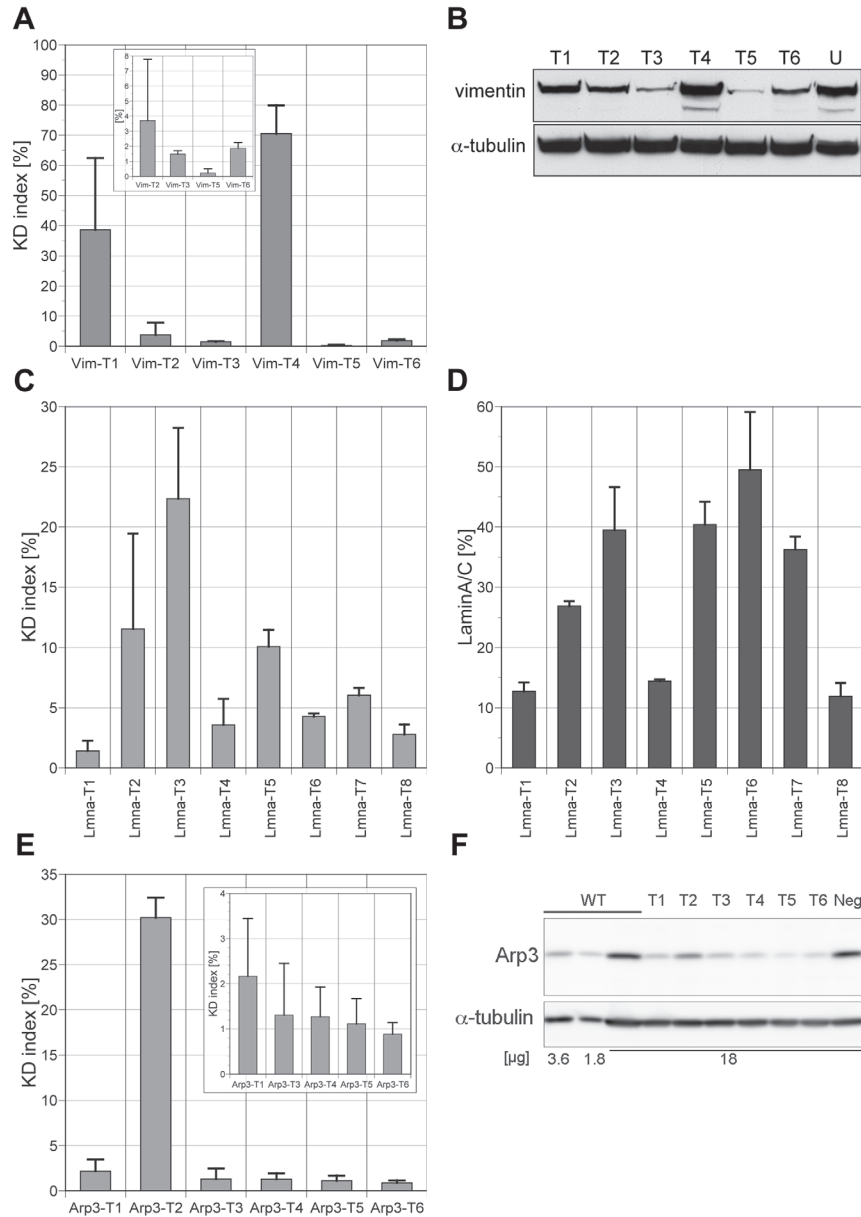 A
KD index [%]
100
90
80
70
60
50
40
30
20
10
0
[%]
8
7
6
5
4
3
2
1
0
Vim-T2 Vim-T3 Vim-T5 Vim-T6
Vim-T1 Vim-T2 Vim-T3 Vim-T4 Vim-T5 Vim-T6
B
T1 T2 T3 T4 T5 T6 U
vimentin
α-tubulin
C
KD index [%]
30
25
20
15
10
5
0
Lmna-T1
Lmna-T2
Lmna-T3
Lmna-T4
Lmna-T5
Lmna-T6
Lmna-T7
Lmna-T8
D
LaminA/C [%]
60
50
40
30
20
10
0
Lmna-T1
Lmna-T2
Lmna-T3
Lmna-T4
Lmna-T5
Lmna-T6
Lmna-T7
Lmna-T8
E
KD index [%]
35
30
25
20
15
10
5
0
KD index [%]
4
3
2
1
0
Arp3-T1 Arp3-T3 Arp3-T4 Arp3-T5 Arp3-T6
Arp3-T1 Arp3-T2 Arp3-T3 Arp3-T4 Arp3-T5 Arp3-T6
F
WT T1 T2 T3 T4 T5 T6 Neg
Arp3
α-tubulin
[µg] 3.6 1.8 18